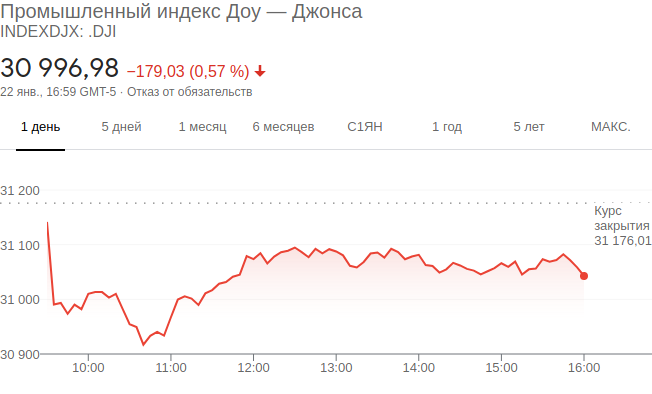 Промышленный индекс Доу — Джонса
INDEXDJX: .DJI
30 996,98 −179,03 (0,57 %)
22 янв., 16:59 GMT-5 · Отказ от обязательств
1 день 5 дней 1 месяц 6 месяцев С1ЯН 1 год 5 лет МАКС.
31 200
Курс
закрытия
31 176,01
31 100
31 000
30 900
10:00 11:00 12:00 13:00 14:00 15:00 16:00